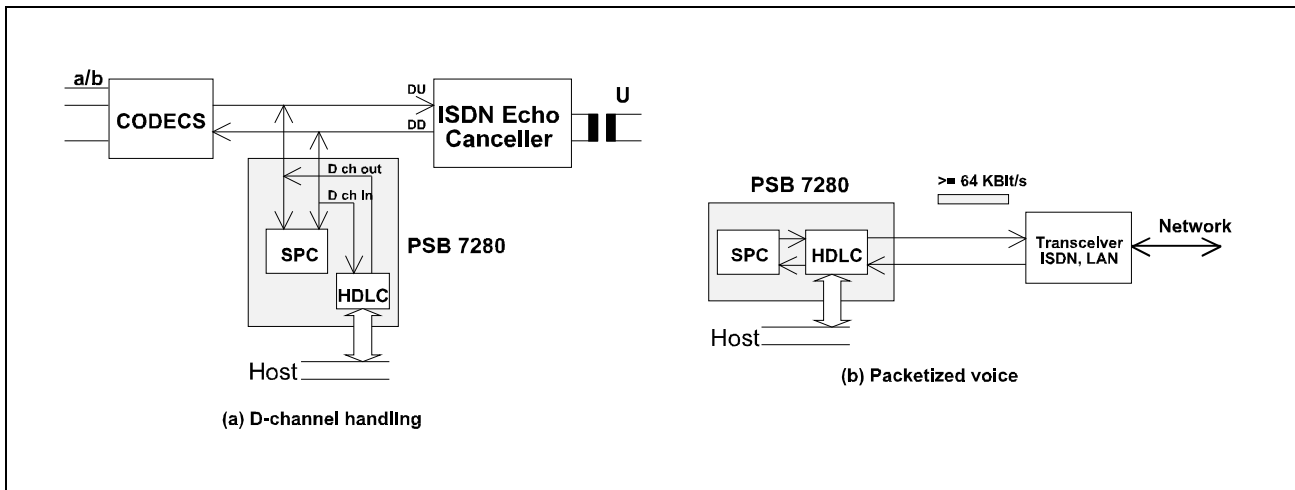 a/b
CODECS
DU
DD
ISDN Echo
Canceller
U
D ch out
D ch In
SPC
PSB 7280
HDLC
Host
(a) D-channel handling
PSB 7280
>= 64 KBit/s
SPC
HDLC
Transceiver
ISDN, LAN
Network
Host
(b) Packetized voice